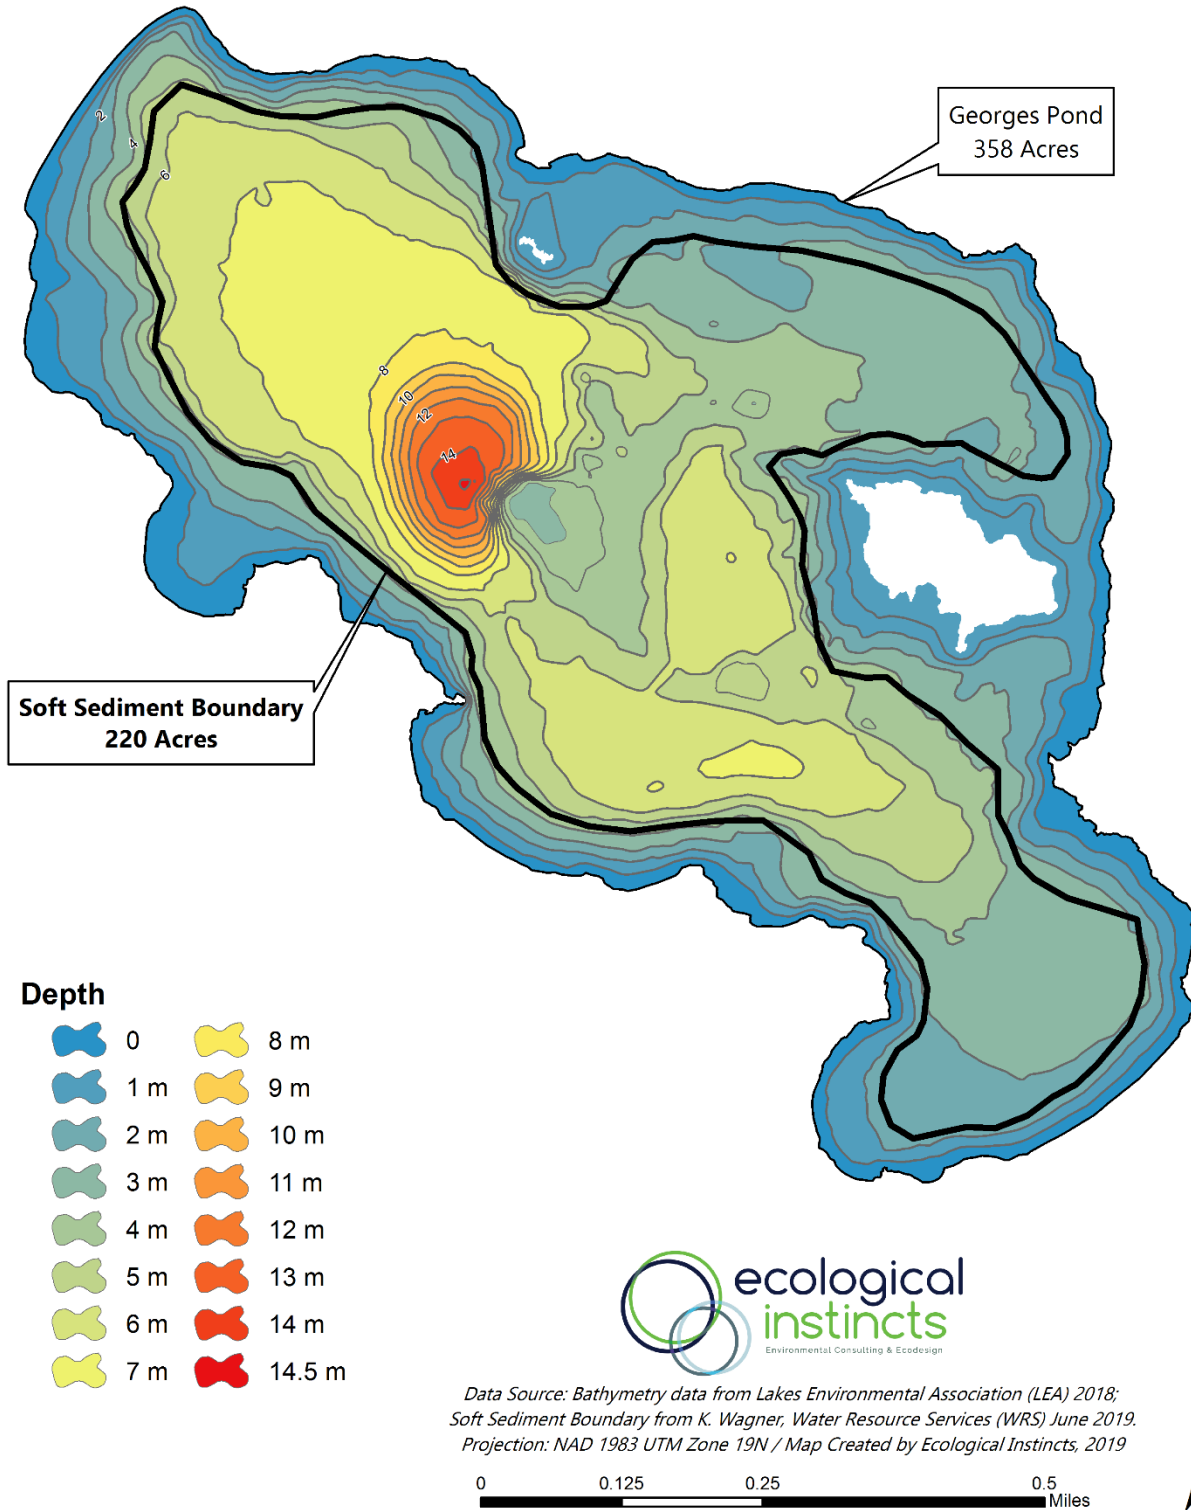 Georges Pond
358 Acres
2
4
6
8
10
12
14
Soft Sediment Boundary
220 Acres
Depth
0
1 m
2 m
3 m
4 m
5 m
6 m
7 m
8 m
9 m
10 m
11 m
12 m
13 m
14 m
14.5 m
ecological
instincts
Environmental Consulting & Ecodesign
Data Source: Bathymetry data from Lakes Environmental Association (LEA) 2018;
Soft Sediment Boundary from K. Wagner, Water Resource Services (WRS) June 2019.
Projection: NAD 1983 UTM Zone 19N / Map Created by Ecological Instincts, 2019
0 0.125 0.25 0.5
Miles